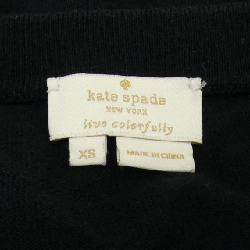 kate spade
NEW YORK
live colorfully
XS
MADE IN CHINA